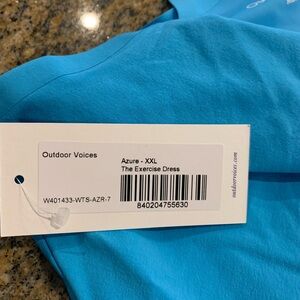 Outdoor Voices
Azure - XXL
The Exercise Dress
W401433-WTS-AZR-7
840204755630
outdoorvoices.com